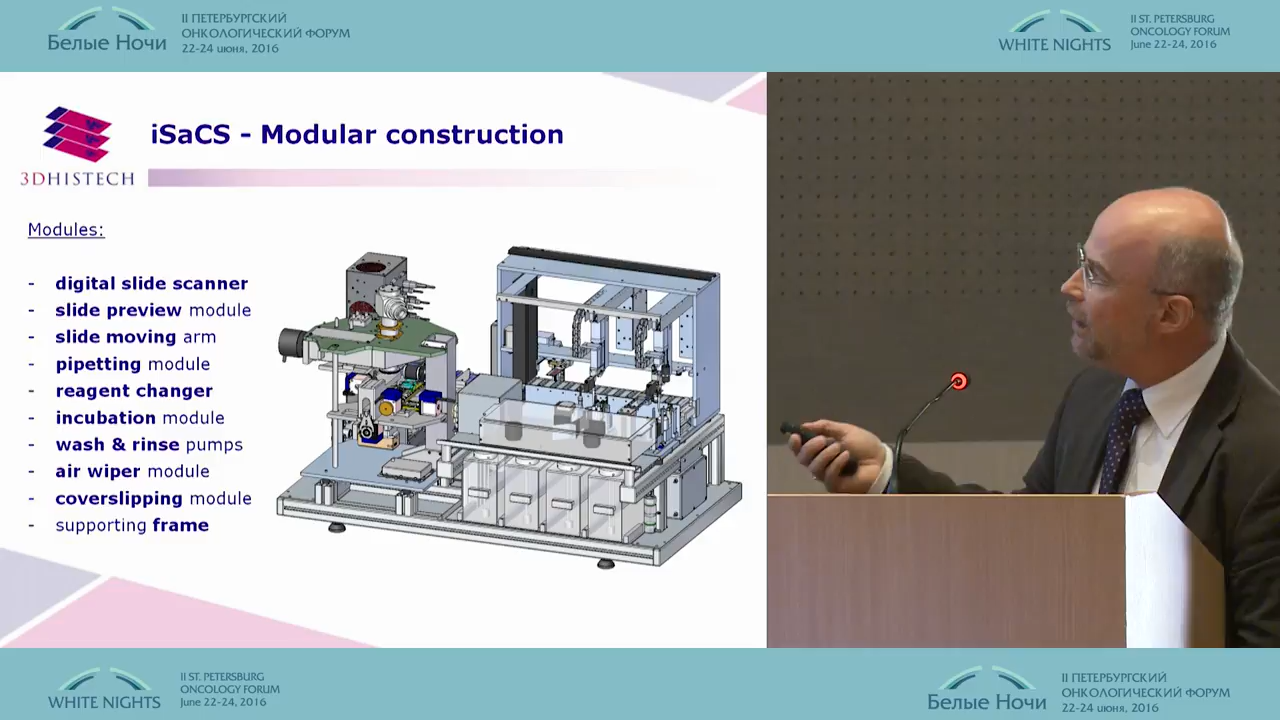 Белые Ночи
II ПЕТЕРБУРГСКИЙ
ОНКОЛОГИЧЕСКИЙ ФОРУМ
22-24 июня, 2016
WHITE NIGHTS
II ST. PETERSBURG
ONCOLOGY FORUM
June 22-24, 2016
3DHISTECH
iSaCS - Modular construction
Modules:
- digital slide scanner
- slide preview module
- slide moving arm
- pipetting module
- reagent changer
- incubation module
- wash & rinse pumps
- air wiper module
- coverslipping module
- supporting frame
WHITE NIGHTS
II ST. PETERSBURG
ONCOLOGY FORUM
June 22-24, 2016
Белые Ночи
II ПЕТЕРБУРГСКИЙ
ОНКОЛОГИЧЕСКИЙ ФОРУМ
22-24 июня, 2016